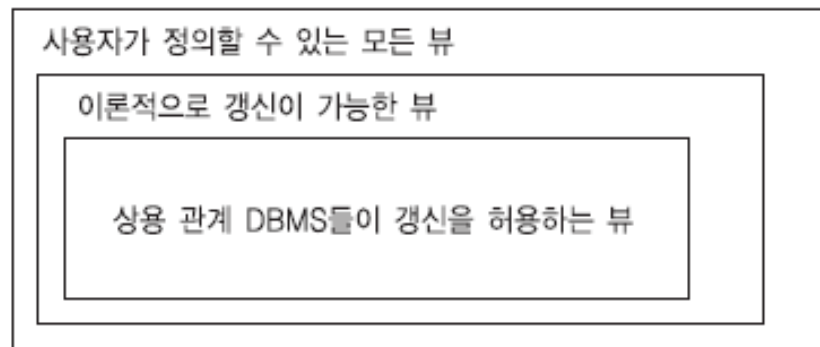 사용자가 정의할 수 있는 모든 뷰
이론적으로 갱신이 가능한 뷰
상용 관계 DBMS들이 갱신을 허용하는 뷰